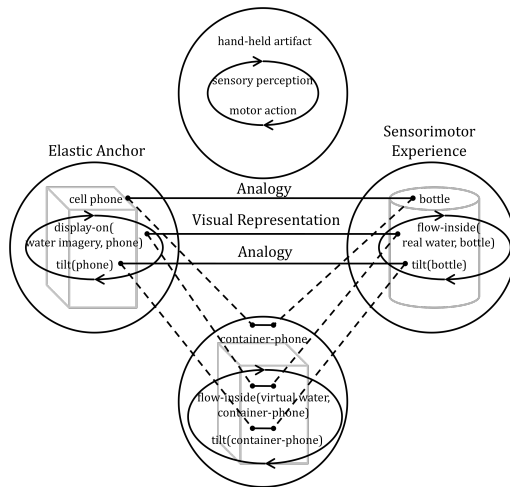 hand-held artifact
sensory perception
motor action
Elastic Anchor
Sensorimotor
Experience
cell phone
Analogy
bottle
display-on(
water imagery, phone)
Visual Representation
flow-inside(
real water, bottle)
tilt(phone)
Analogy
tilt(bottle)
container-phone
flow-inside(virtual water,
container-phone)
tilt(container-phone)